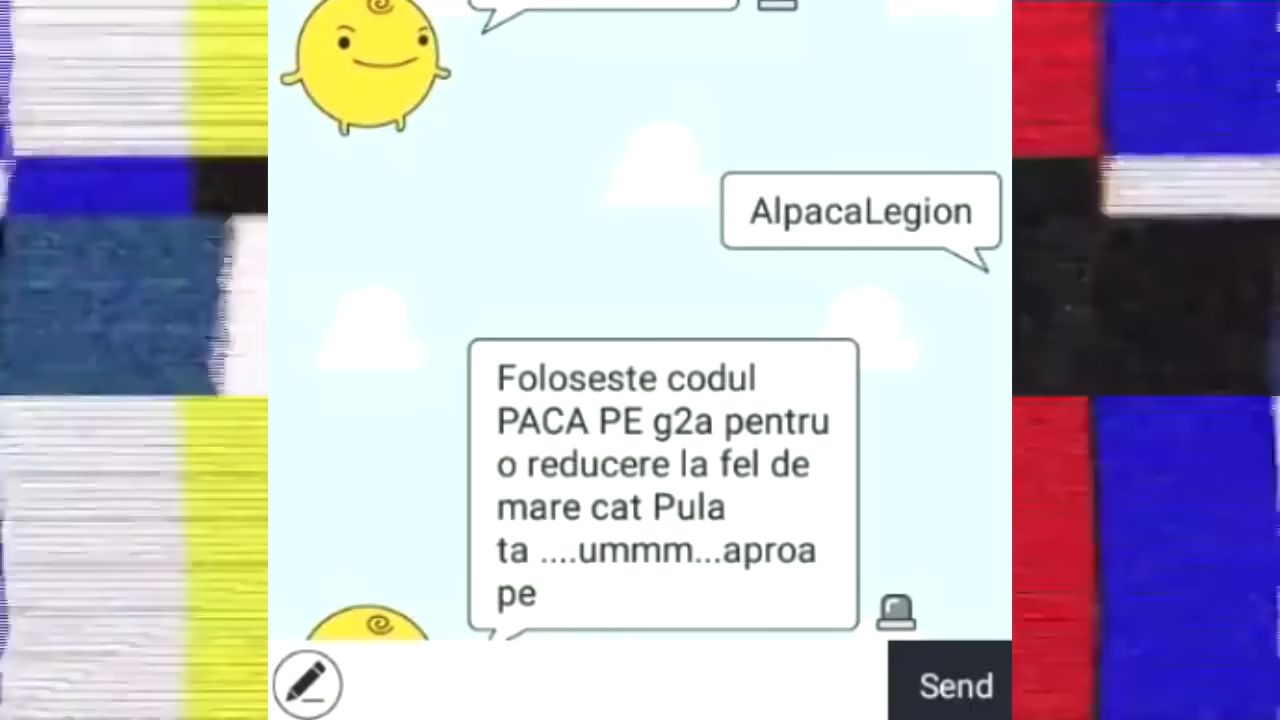 AlpacaLegion
Foloseste codul
PACA PE g2a pentru
o reducere la fel de
mare cat Pula
ta ....ummm...aproa
pe
Send